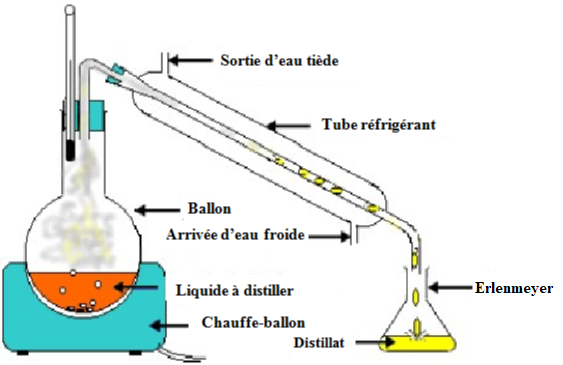 Sortie d'eau tiède
Tube réfrigérant
Ballon
Arrivée d'eau froide
Liquide à distiller
Erlenmeyer
Chauffe-ballon
Distillat